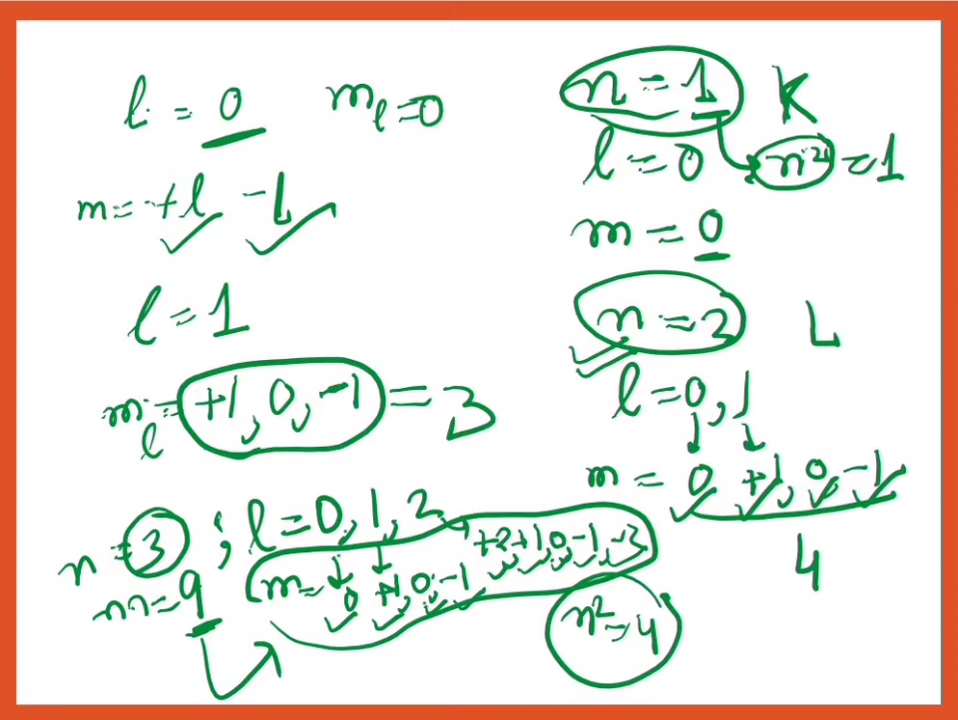 l = 0 m_l = 0
m = +l -l
l = 1
m_l = +1, 0, -1 = 3
n = 3 ; l = 0, 1, 2
m = 0 +1, 0, -1 +2 +1, 0, -1, -3
= 9
n = 1 K
l = 0 n² = 1
m = 0
n = 2 L
l = 0, 1
m = 0 +1, 0, -1
4
n² = 4